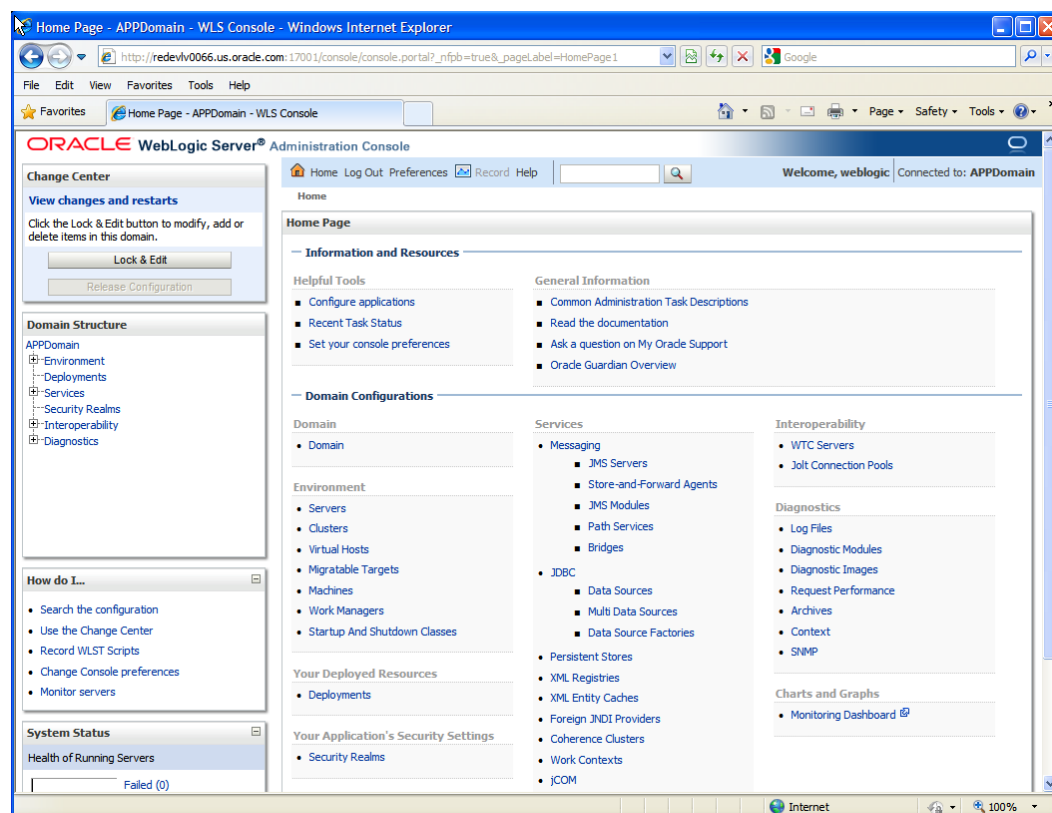 Home Page - APPDomain - WLS Console - Windows Internet Explorer
http://redevlv0066.us.oracle.com:17001/console/console.portal?_nfpb=true&_pageLabel=HomePage1
Google
File Edit View Favorites Tools Help
Favorites
Home Page - APPDomain - WLS Console
Page Safety Tools
ORACLE WebLogic Server® Administration Console
Change Center
View changes and restarts
Click the Lock & Edit button to modify, add or
delete items in this domain.
Lock & Edit
Release Configuration
Domain Structure
APPDomain
Environment
Deployments
Services
Security Realms
Interoperability
Diagnostics
How do I...
Search the configuration
Use the Change Center
Record WLST Scripts
Change Console preferences
Monitor servers
System Status
Health of Running Servers
Failed (0)
Home Log Out Preferences Record Help
Welcome, weblogic Connected to: APPDomain
Home
Home Page
Information and Resources
Helpful Tools
Configure applications
Recent Task Status
Set your console preferences
General Information
Common Administration Task Descriptions
Read the documentation
Ask a question on My Oracle Support
Oracle Guardian Overview
Domain Configurations
Domain
Domain
Environment
Servers
Clusters
Virtual Hosts
Migratable Targets
Machines
Work Managers
Startup And Shutdown Classes
Your Deployed Resources
Deployments
Your Application's Security Settings
Security Realms
Services
Messaging
JMS Servers
Store-and-Forward Agents
JMS Modules
Path Services
Bridges
JDBC
Data Sources
Multi Data Sources
Data Source Factories
Persistent Stores
XML Registries
XML Entity Caches
Foreign JNDI Providers
Coherence Clusters
Work Contexts
jCOM
Interoperability
WTC Servers
Jolt Connection Pools
Diagnostics
Log Files
Diagnostic Modules
Diagnostic Images
Request Performance
Archives
Context
SNMP
Charts and Graphs
Monitoring Dashboard
Internet
100%